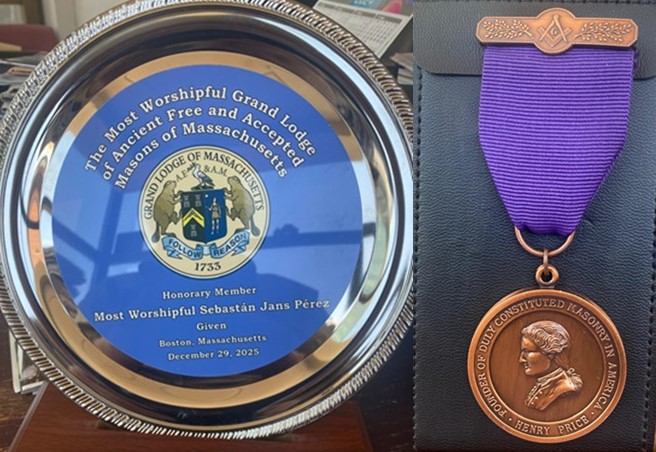 The Most Worshipful Grand Lodge
of Ancient Free and Accepted
Masons of Massachusetts
GRAND LODGE OF MASSACHUSETTS
A.F. & A.M.
FOLLOW REASON
1733
Honorary Member
Most Worshipful Sebastán Jans Pérez
Given
Boston, Massachusetts
December 29, 2025
G
FOUNDER OF DULY CONSTITUTED MASONRY IN AMERICA
· HENRY PRICE ·